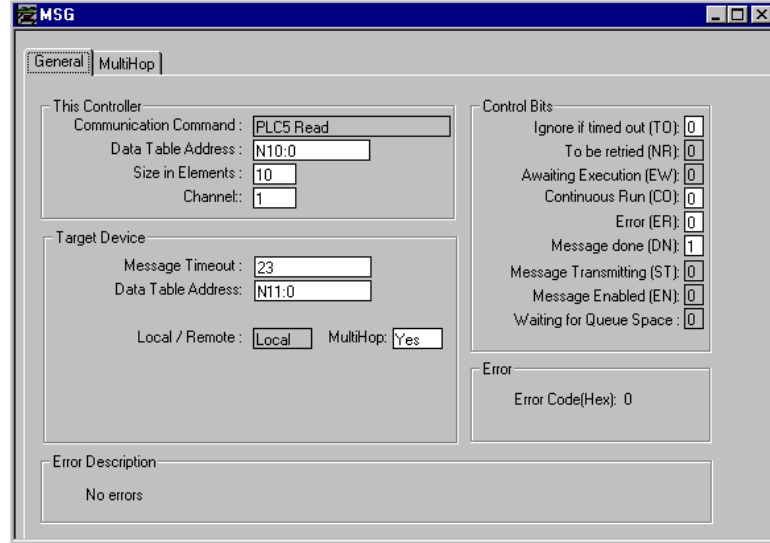 MSG
General MultiHop
This Controller
Communication Command : PLC5 Read
Data Table Address : N10:0
Size in Elements : 10
Channel:: 1
Target Device
Message Timeout : 23
Data Table Address: N11:0
Local / Remote : Local MultiHop: Yes
Control Bits
Ignore if timed out (TO): 0
To be retried (NR): 0
Awaiting Execution (EW): 0
Continuous Run (CO): 0
Error (ER): 0
Message done (DN): 1
Message Transmitting (ST): 0
Message Enabled (EN): 0
Waiting for Queue Space : 0
Error
Error Code(Hex): 0
Error Description
No errors